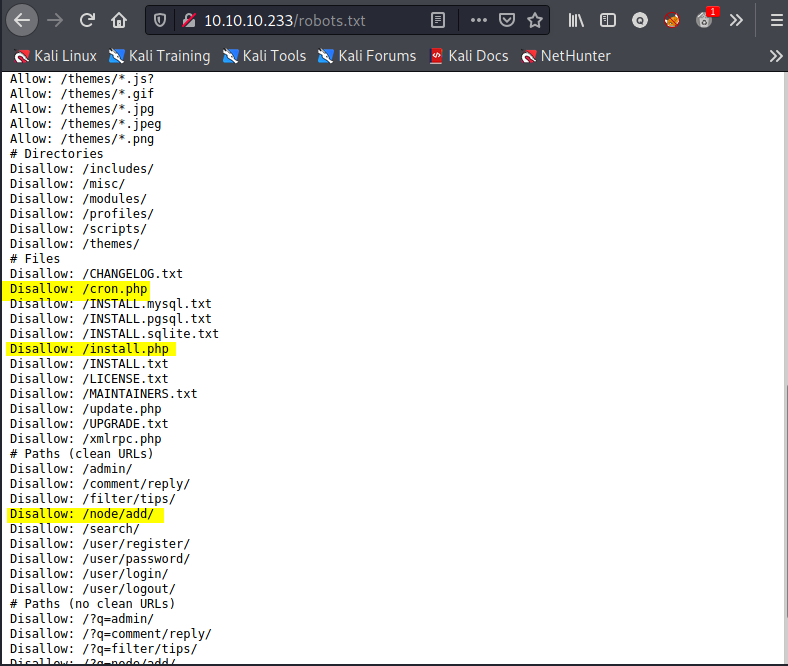 10.10.10.233/robots.txt
1
Kali Linux Kali Training Kali Tools Kali Forums Kali Docs NetHunter
Allow: /themes/*.js?
Allow: /themes/*.gif
Allow: /themes/*.jpg
Allow: /themes/*.jpeg
Allow: /themes/*.png
# Directories
Disallow: /includes/
Disallow: /misc/
Disallow: /modules/
Disallow: /profiles/
Disallow: /scripts/
Disallow: /themes/
# Files
Disallow: /CHANGELOG.txt
Disallow: /cron.php
Disallow: /INSTALL.mysql.txt
Disallow: /INSTALL.pgsql.txt
Disallow: /INSTALL.sqlite.txt
Disallow: /install.php
Disallow: /INSTALL.txt
Disallow: /LICENSE.txt
Disallow: /MAINTAINERS.txt
Disallow: /update.php
Disallow: /UPGRADE.txt
Disallow: /xmlrpc.php
# Paths (clean URLs)
Disallow: /admin/
Disallow: /comment/reply/
Disallow: /filter/tips/
Disallow: /node/add/
Disallow: /search/
Disallow: /user/register/
Disallow: /user/password/
Disallow: /user/login/
Disallow: /user/logout/
# Paths (no clean URLs)
Disallow: /?q=admin/
Disallow: /?q=comment/reply/
Disallow: /?q=filter/tips/
Disallow: /?q=node/add/